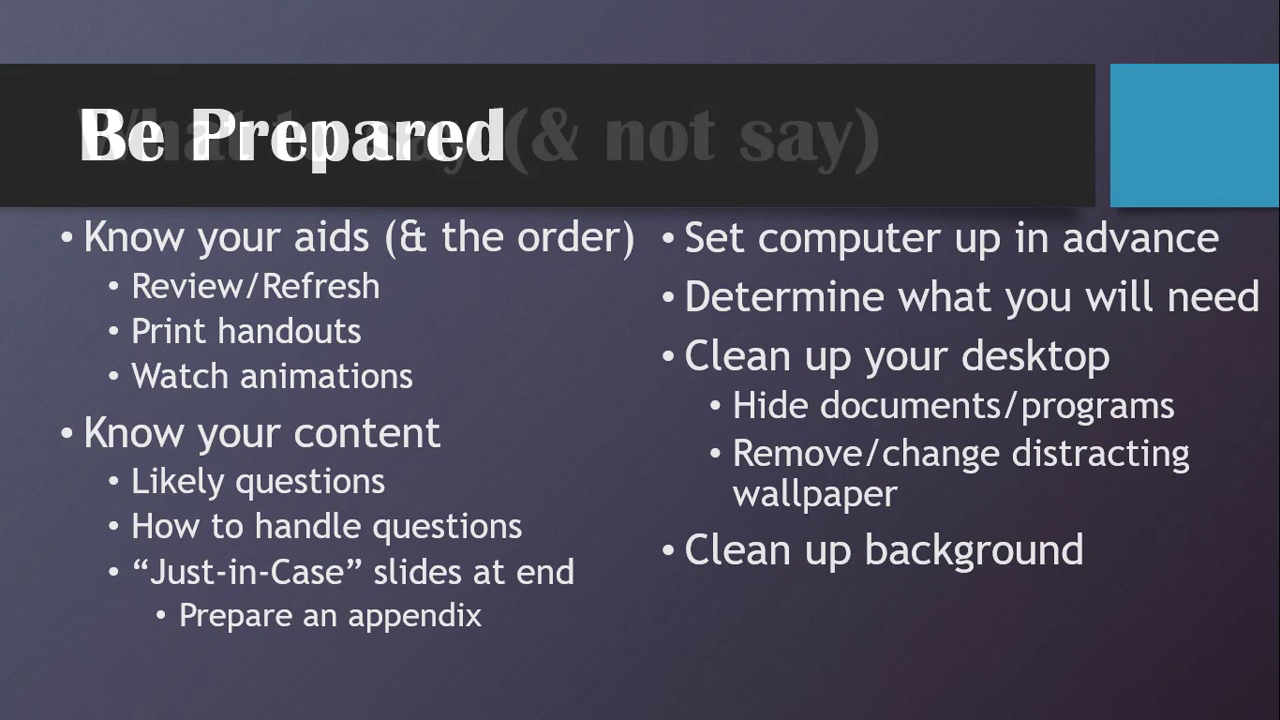 Be Prepared
What to say (& not say)
• Know your aids (& the order)
• Review/Refresh
• Print handouts
• Watch animations
• Know your content
• Likely questions
• How to handle questions
• “Just-in-Case” slides at end
• Prepare an appendix
• Set computer up in advance
• Determine what you will need
• Clean up your desktop
• Hide documents/programs
• Remove/change distracting
wallpaper
• Clean up background